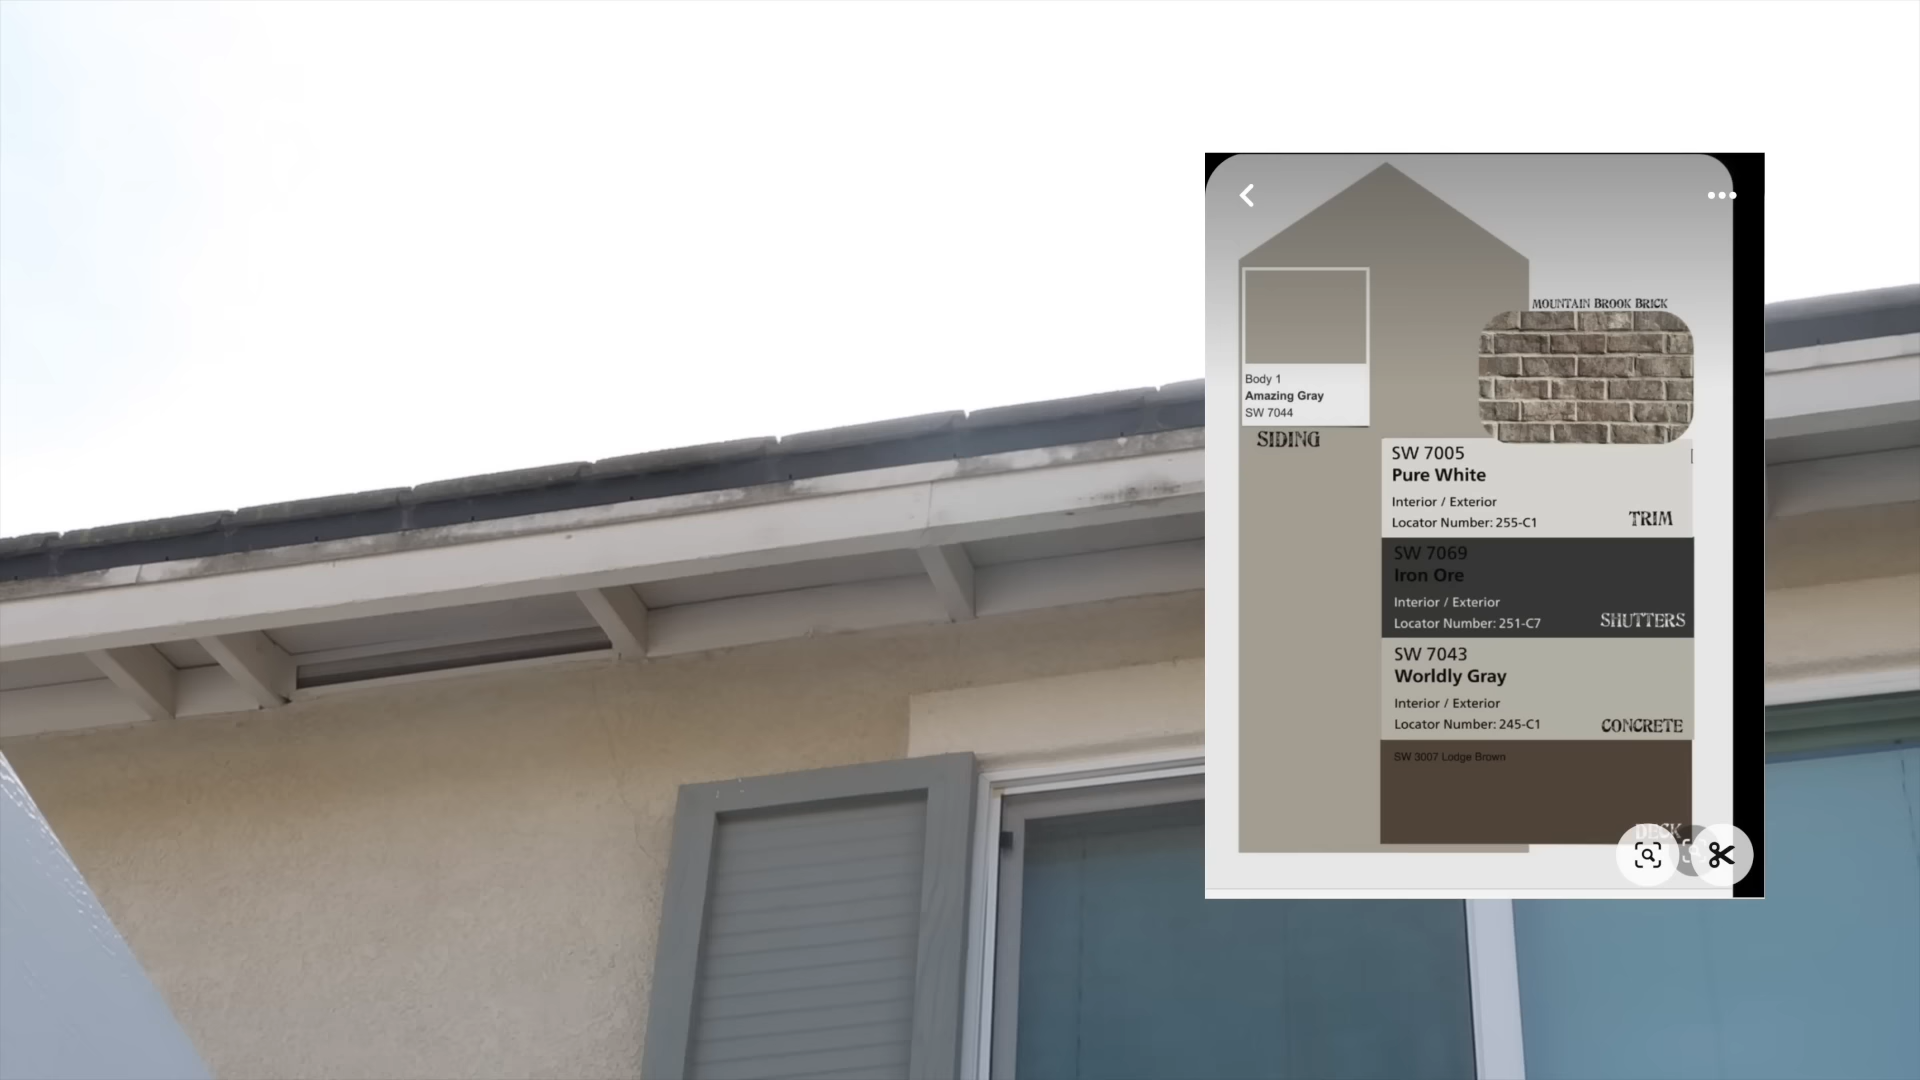 MOUNTAIN BROOK BRICK
Body 1
Amazing Gray
SW 7044
SIDING
SW 7005
Pure White
Interior / Exterior
Locator Number: 255-C1
TRIM
SW 7069
Iron Ore
Interior / Exterior
Locator Number: 251-C7
SHUTTERS
SW 7043
Worldly Gray
Interior / Exterior
Locator Number: 245-C1
CONCRETE
SW 3007 Lodge Brown
DECK